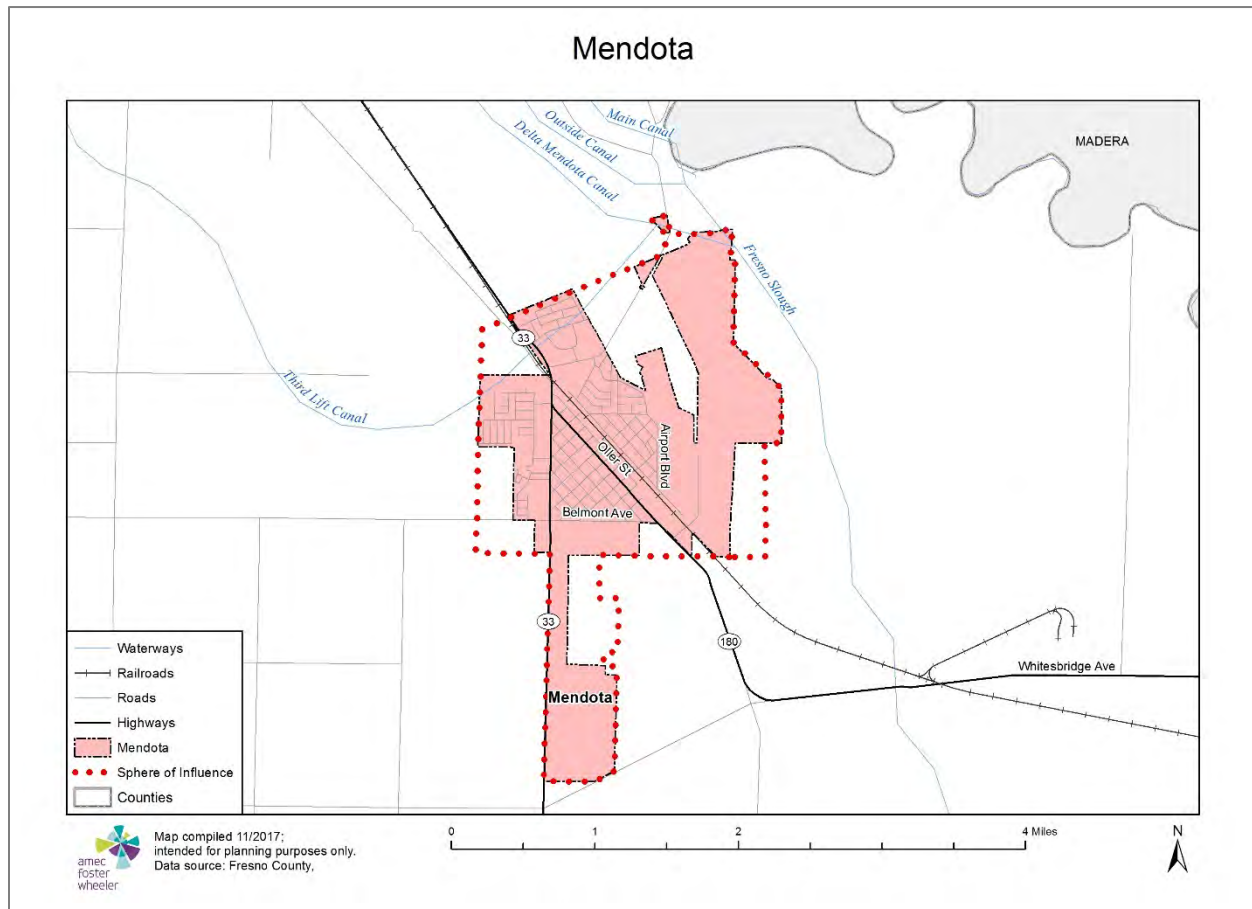 Mendota
Main Canal
Outside Canal
Delta Mendota Canal
MADERA
Fresno Slough
33
Third Lift Canal
Airport Blvd
Oller St
Belmont Ave
33
180
Whitesbridge Ave
Mendota
Waterways
Railroads
Roads
Highways
Mendota
Sphere of Influence
Counties
amec
foster
wheeler
Map compiled 11/2017;
intended for planning purposes only.
Data source: Fresno County,
0 1 2 4 Miles
N